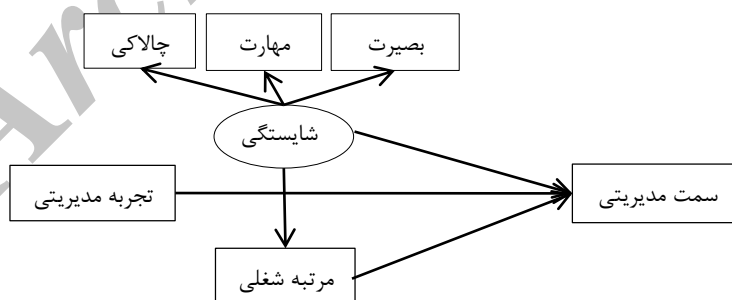 بصیرت
مهارت
چالاکی
شایستگی
تجربه مدیریتی
سمت مدیریتی
مرتبه شغلی